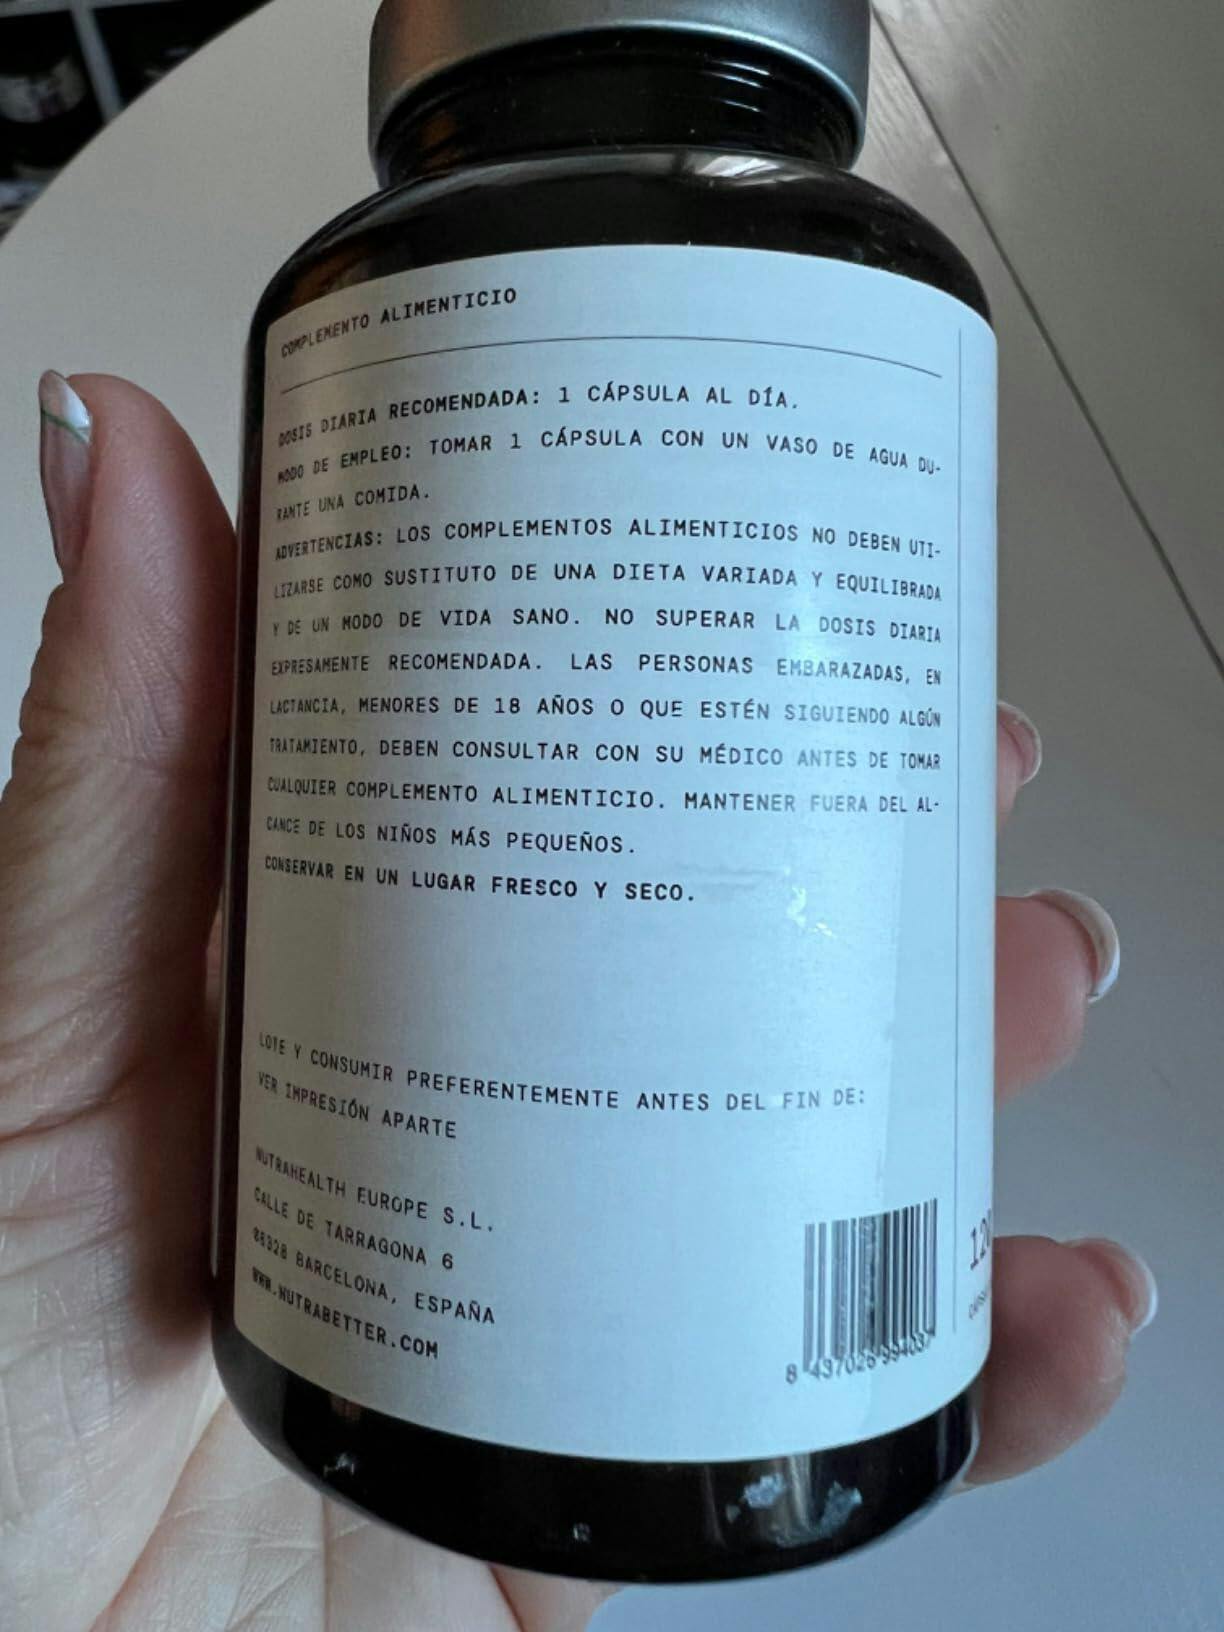 COMPLEMENTO ALIMENTICIO
DOSIS DIARIA RECOMENDADA: 1 CÁPSULA AL DÍA.
MODO DE EMPLEO: TOMAR 1 CÁPSULA CON UN VASO DE AGUA DU-
RANTE UNA COMIDA.
ADVERTENCIAS: LOS COMPLEMENTOS ALIMENTICIOS NO DEBEN UTI-
LIZARSE COMO SUSTITUTO DE UNA DIETA VARIADA Y EQUILIBRADA
Y DE UN MODO DE VIDA SANO. NO SUPERAR LA DOSIS DIARIA
EXPRESAMENTE RECOMENDADA. LAS PERSONAS EMBARAZADAS, EN
LACTANCIA, MENORES DE 18 AÑOS O QUE ESTÉN SIGUIENDO ALGÚN
TRATAMIENTO, DEBEN CONSULTAR CON SU MÉDICO ANTES DE TOMAR
CUALQUIER COMPLEMENTO ALIMENTICIO. MANTENER FUERA DEL AL-
CANCE DE LOS NIÑOS MÁS PEQUEÑOS.
CONSERVAR EN UN LUGAR FRESCO Y SECO.
LOTE Y CONSUMIR PREFERENTEMENTE ANTES DEL FIN DE:
VER IMPRESIÓN APARTE
NUTRAHEALTH EUROPE S.L.
CALLE DE TARRAGONA 6
BARCELONA, ESPAÑA
WWW.NUTRABETTER.COM
8 437026 994037